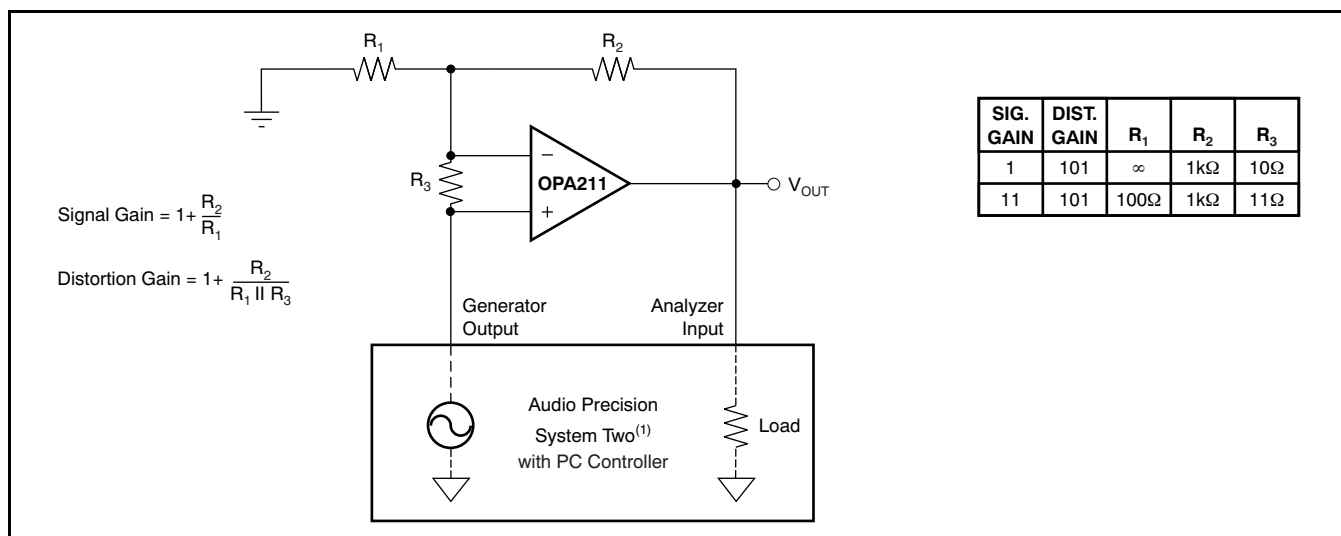 R1
R2
R3
−
OPA211
+
VOUT
Signal Gain = 1+ R2
R1
Distortion Gain = 1+ R2
R1 II R3
Generator
Output
Analyzer
Input
Audio Precision
System Two(1)
with PC Controller
Load
SIG. GAIN DIST. GAIN R1 R2 R3
1 101 ∞ 1kΩ 10Ω
11 101 100Ω 1kΩ 11Ω